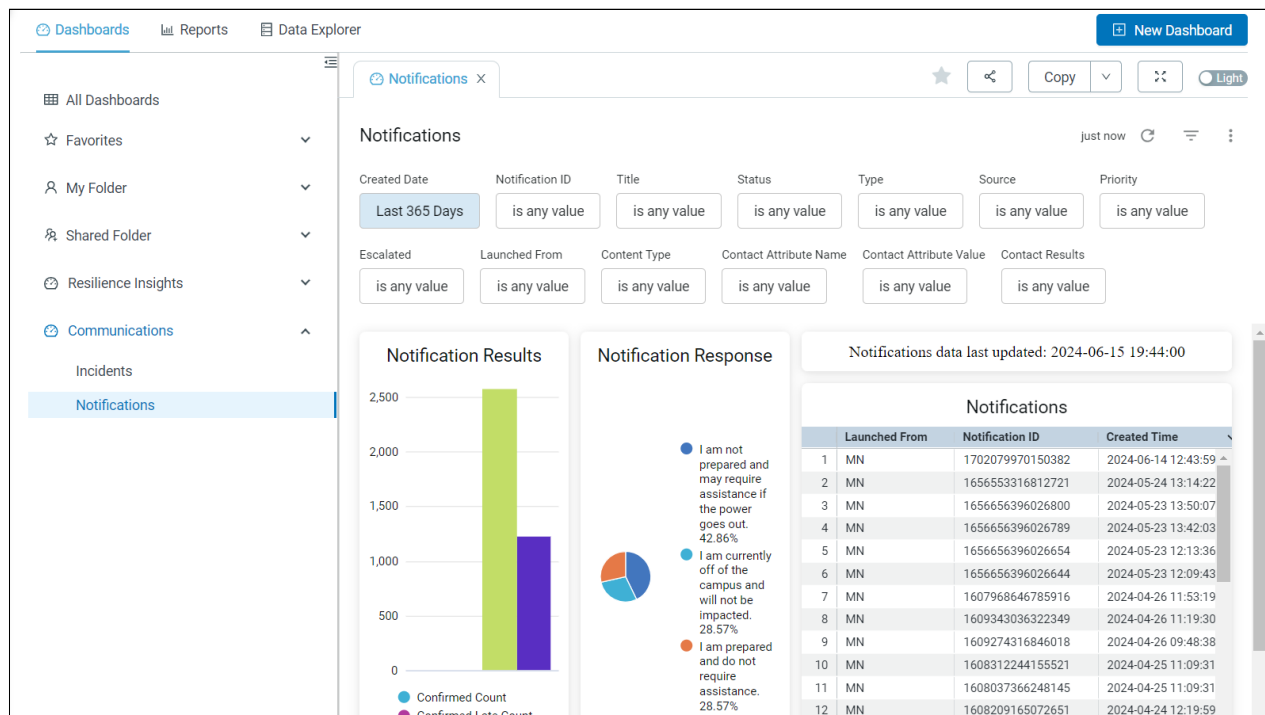 Dashboards Reports Data Explorer New Dashboard
Notifications X Copy Light
All Dashboards
Favorites
My Folder
Shared Folder
Resilience Insights
Communications
Incidents
Notifications
Notifications just now
Created Date Notification ID Title Status Type Source Priority
Last 365 Days is any value is any value is any value is any value is any value is any value
Escalated Launched From Content Type Contact Attribute Name Contact Attribute Value Contact Results
is any value is any value is any value is any value is any value is any value
Notification Results
2,500
2,000
1,500
1,000
500
0
Confirmed Count
Confirmed Late Count
Notification Response
I am not
prepared and
may require
assistance if
the power
goes out.
42.86%
I am currently
off of the
campus and
will not be
impacted.
28.57%
I am prepared
and do not
require
assistance.
28.57%
Notifications data last updated: 2024-06-15 19:44:00
Notifications
Launched From Notification ID Created Time
1 MN 1702079970150382 2024-06-14 12:43:59
2 MN 1656553316812721 2024-05-24 13:14:22
3 MN 1656656396026800 2024-05-23 13:50:07
4 MN 1656656396026789 2024-05-23 13:42:03
5 MN 1656656396026654 2024-05-23 12:13:36
6 MN 1656656396026644 2024-05-23 12:09:43
7 MN 1607968646785916 2024-04-26 11:53:19
8 MN 1609343036322349 2024-04-26 11:19:30
9 MN 1609274316846018 2024-04-26 09:48:38
10 MN 1608312244155521 2024-04-25 11:09:31
11 MN 1608037366248145 2024-04-25 11:09:31
12 MN 1608209165072651 2024-04-24 12:19:59